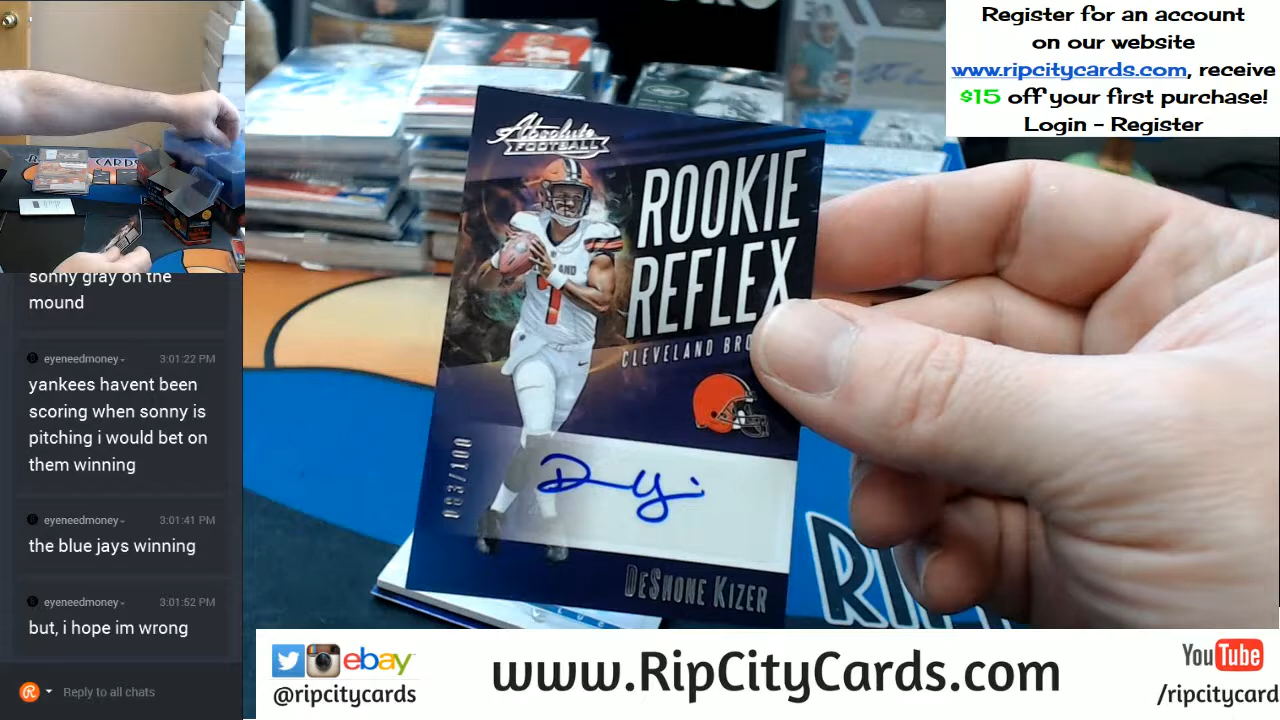 Register for an account
on our website
www.ripcitycards.com, receive
$15 off your first purchase!
Login - Register
CARDS
sonny gray on the
mound
eyeneedmoney
3:01:22 PM
yankees havent been
scoring when sonny is
pitching i would bet on
them winning
eyeneedmoney
3:01:41 PM
the blue jays winning
eyeneedmoney
3:01:52 PM
but, i hope im wrong
Reply to all chats
Absolute
FOOTBALL
ROOKIE
REFLEX
CLEVELAND BRO
083/100
DESHONE KIZER
RIP
ebay
@ripcitycards
www.RipCityCards.com
YouTube
/ripcitycard